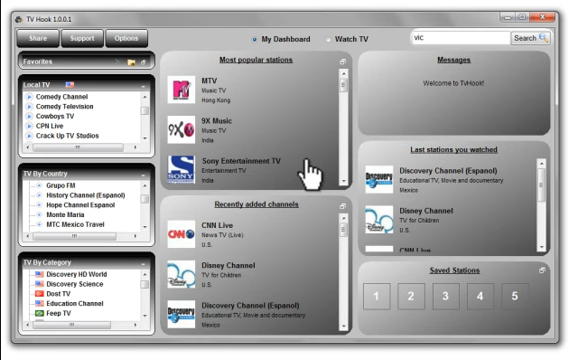 TV Hook 1.0.0.1
Share Support Options
My Dashboard Watch TV
vic
Search
Favorites
Local TV
Comedy Channel
Comedy Television
Cowboys TV
CPN Live
Crack Up TV Studios
TV By Country
Grupo FM
History Channel (Espanol)
Hope Channel Espanol
Monte Maria
MTC Mexico Travel
TV By Category
Discovery HD World
Discovery Science
Dost TV
Education Channel
Feep TV
Most popular stations
MTV
Music TV
Hong Kong
9X Music
Music TV
India
Sony Entertainment TV
Entertainment TV
India
Recently added channels
CNN Live
News TV (Live)
U.S.
Disney Channel
TV for Children
U.S.
Discovery Channel (Espanol)
Educational TV, Movie and documentary
Mexico
Messages
Welcome to TvHook!
Last stations you watched
Discovery Channel (Espanol)
Educational TV, Movie and documentary
Mexico
Disney Channel
TV for Children
U.S.
CNN Live
Saved Stations
1 2 3 4 5